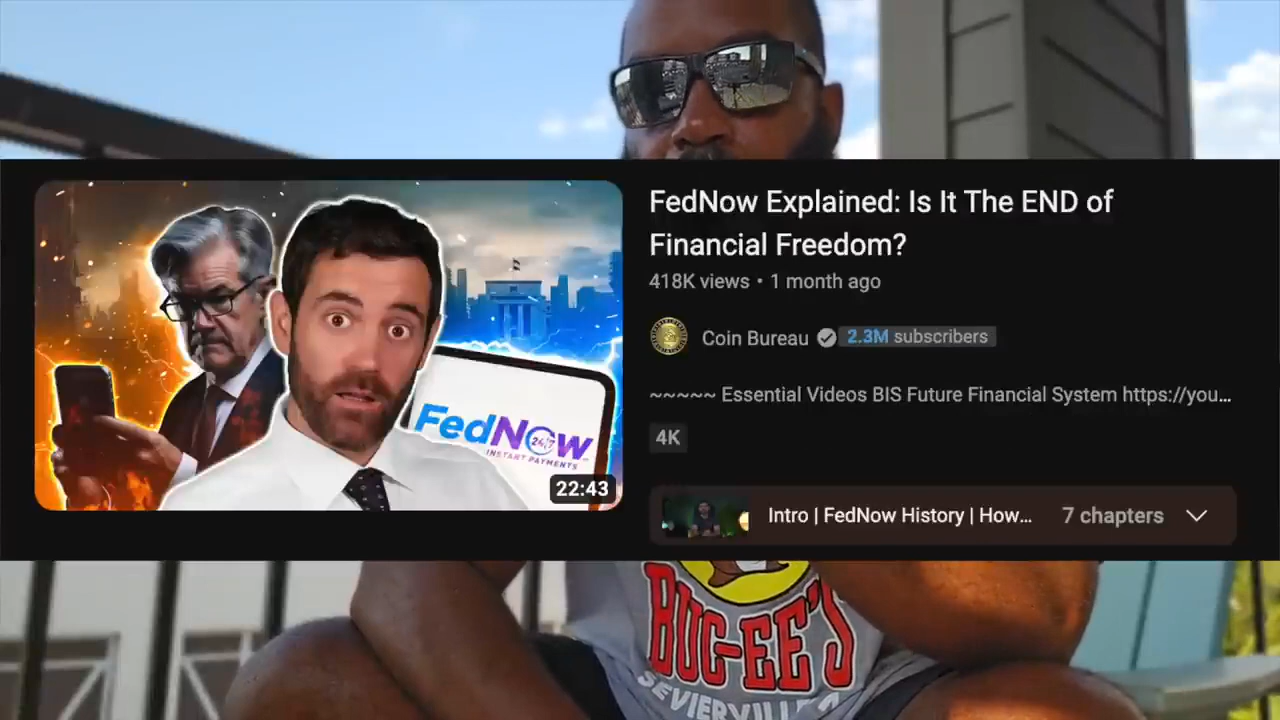 FedNow Explained: Is It The END of
Financial Freedom?
418K views • 1 month ago
Coin Bureau 2.3M subscribers
~~~~~ Essential Videos BIS Future Financial System https://you...
4K
Intro | FedNow History | How... 7 chapters
FedNow
24/7
INSTANT PAYMENTS
22:43
BUC-EE'S
SEVIERVILLE